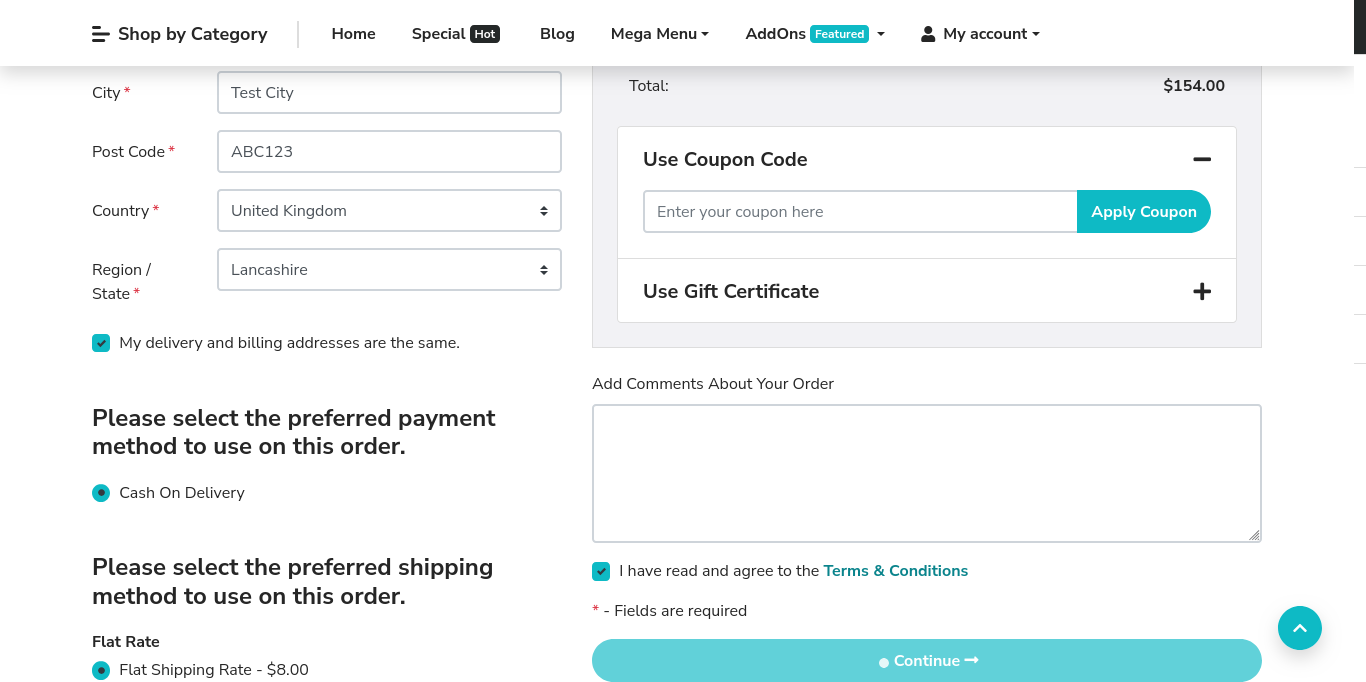 Shop by Category
Home
Special Hot
Blog
Mega Menu
AddOns Featured
My account
City *
Test City
Post Code *
ABC123
Country *
United Kingdom
Region /
State *
Lancashire
My delivery and billing addresses are the same.
Please select the preferred payment
method to use on this order.
Cash On Delivery
Please select the preferred shipping
method to use on this order.
Flat Rate
Flat Shipping Rate - $8.00
Total: $154.00
Use Coupon Code
Enter your coupon here
Apply Coupon
Use Gift Certificate
Add Comments About Your Order
I have read and agree to the Terms & Conditions
* - Fields are required
Continue